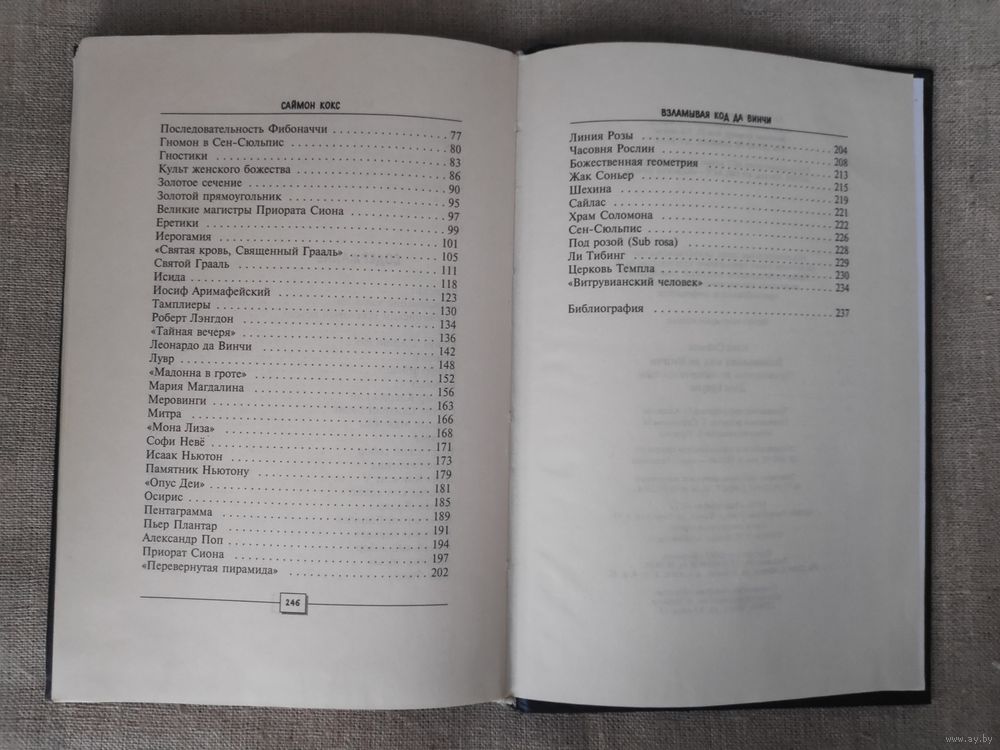 САЙМОН КОКС
Последовательность Фибоначчи . . . . . . . . . . . . . . . . 77
Гномон в Сен-Сюльпис . . . . . . . . . . . . . . . . 80
Гностики . . . . . . . . . . . . . . . . 83
Культ женского божества . . . . . . . . . . . . . . . . 86
Золотое сечение . . . . . . . . . . . . . . . . 90
Золотой прямоугольник . . . . . . . . . . . . . . . . 95
Великие магистры Приората Сиона . . . . . . . . . . . . . . . . 97
Еретики . . . . . . . . . . . . . . . . 99
Иерогамия . . . . . . . . . . . . . . . . 101
«Святая кровь, Священный Грааль» . . . . . . . . . . . . . . . . 105
Святой Грааль . . . . . . . . . . . . . . . . 111
Исида . . . . . . . . . . . . . . . . 118
Иосиф Аримафейский . . . . . . . . . . . . . . . . 123
Тамплиеры . . . . . . . . . . . . . . . . 130
Роберт Лэнгдон . . . . . . . . . . . . . . . . 134
«Тайная вечеря» . . . . . . . . . . . . . . . . 136
Леонардо да Винчи . . . . . . . . . . . . . . . . 142
Лувр . . . . . . . . . . . . . . . . 148
«Мадонна в гроте» . . . . . . . . . . . . . . . . 152
Мария Магдалина . . . . . . . . . . . . . . . . 156
Меровинги . . . . . . . . . . . . . . . . 163
Митра . . . . . . . . . . . . . . . . 166
«Мона Лиза» . . . . . . . . . . . . . . . . 168
Софи Невё . . . . . . . . . . . . . . . . 171
Исаак Ньютон . . . . . . . . . . . . . . . . 173
Памятник Ньютону . . . . . . . . . . . . . . . . 179
«Опус Деи» . . . . . . . . . . . . . . . . 181
Осирис . . . . . . . . . . . . . . . . 185
Пентаграмма . . . . . . . . . . . . . . . . 189
Пьер Плантар . . . . . . . . . . . . . . . . 191
Александр Поп . . . . . . . . . . . . . . . . 194
Приорат Сиона . . . . . . . . . . . . . . . . 197
«Перевернутая пирамида» . . . . . . . . . . . . . . . . 202
246
ВЗЛАМЫВАЯ КОД ДА ВИНЧИ
Линия Розы . . . . . . . . . . . . . . . . 204
Часовня Рослин . . . . . . . . . . . . . . . . 208
Божественная геометрия . . . . . . . . . . . . . . . . 213
Жак Соньер . . . . . . . . . . . . . . . . 215
Шехина . . . . . . . . . . . . . . . . 219
Сайлас . . . . . . . . . . . . . . . . 221
Храм Соломона . . . . . . . . . . . . . . . . 222
Сен-Сюльпис . . . . . . . . . . . . . . . . 226
Под розой (Sub rosa) . . . . . . . . . . . . . . . . 228
Ли Тибинг . . . . . . . . . . . . . . . . 229
Церковь Темпла . . . . . . . . . . . . . . . . 230
«Витрувианский человек» . . . . . . . . . . . . . . . . 234
Библиография . . . . . . . . . . . . . . . . 237
www.ay.by